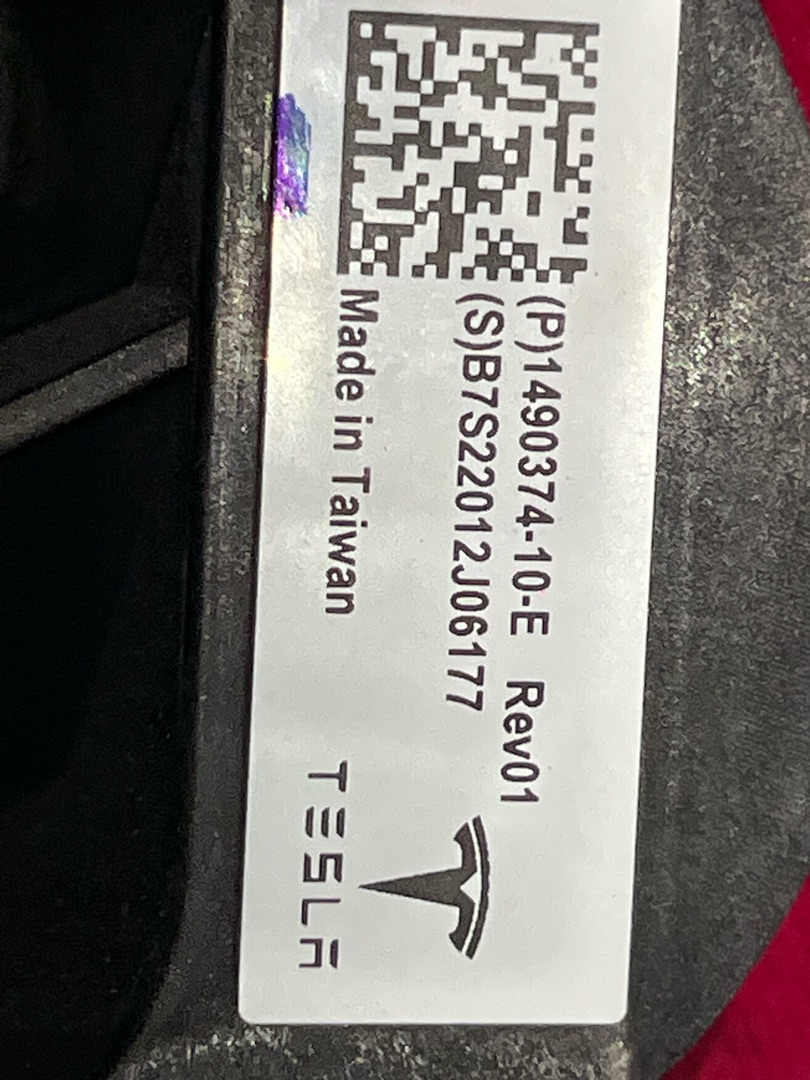 (P)1490374-10-E Rev01
(S)B7S22012J06177
Made in Taiwan
TESLA